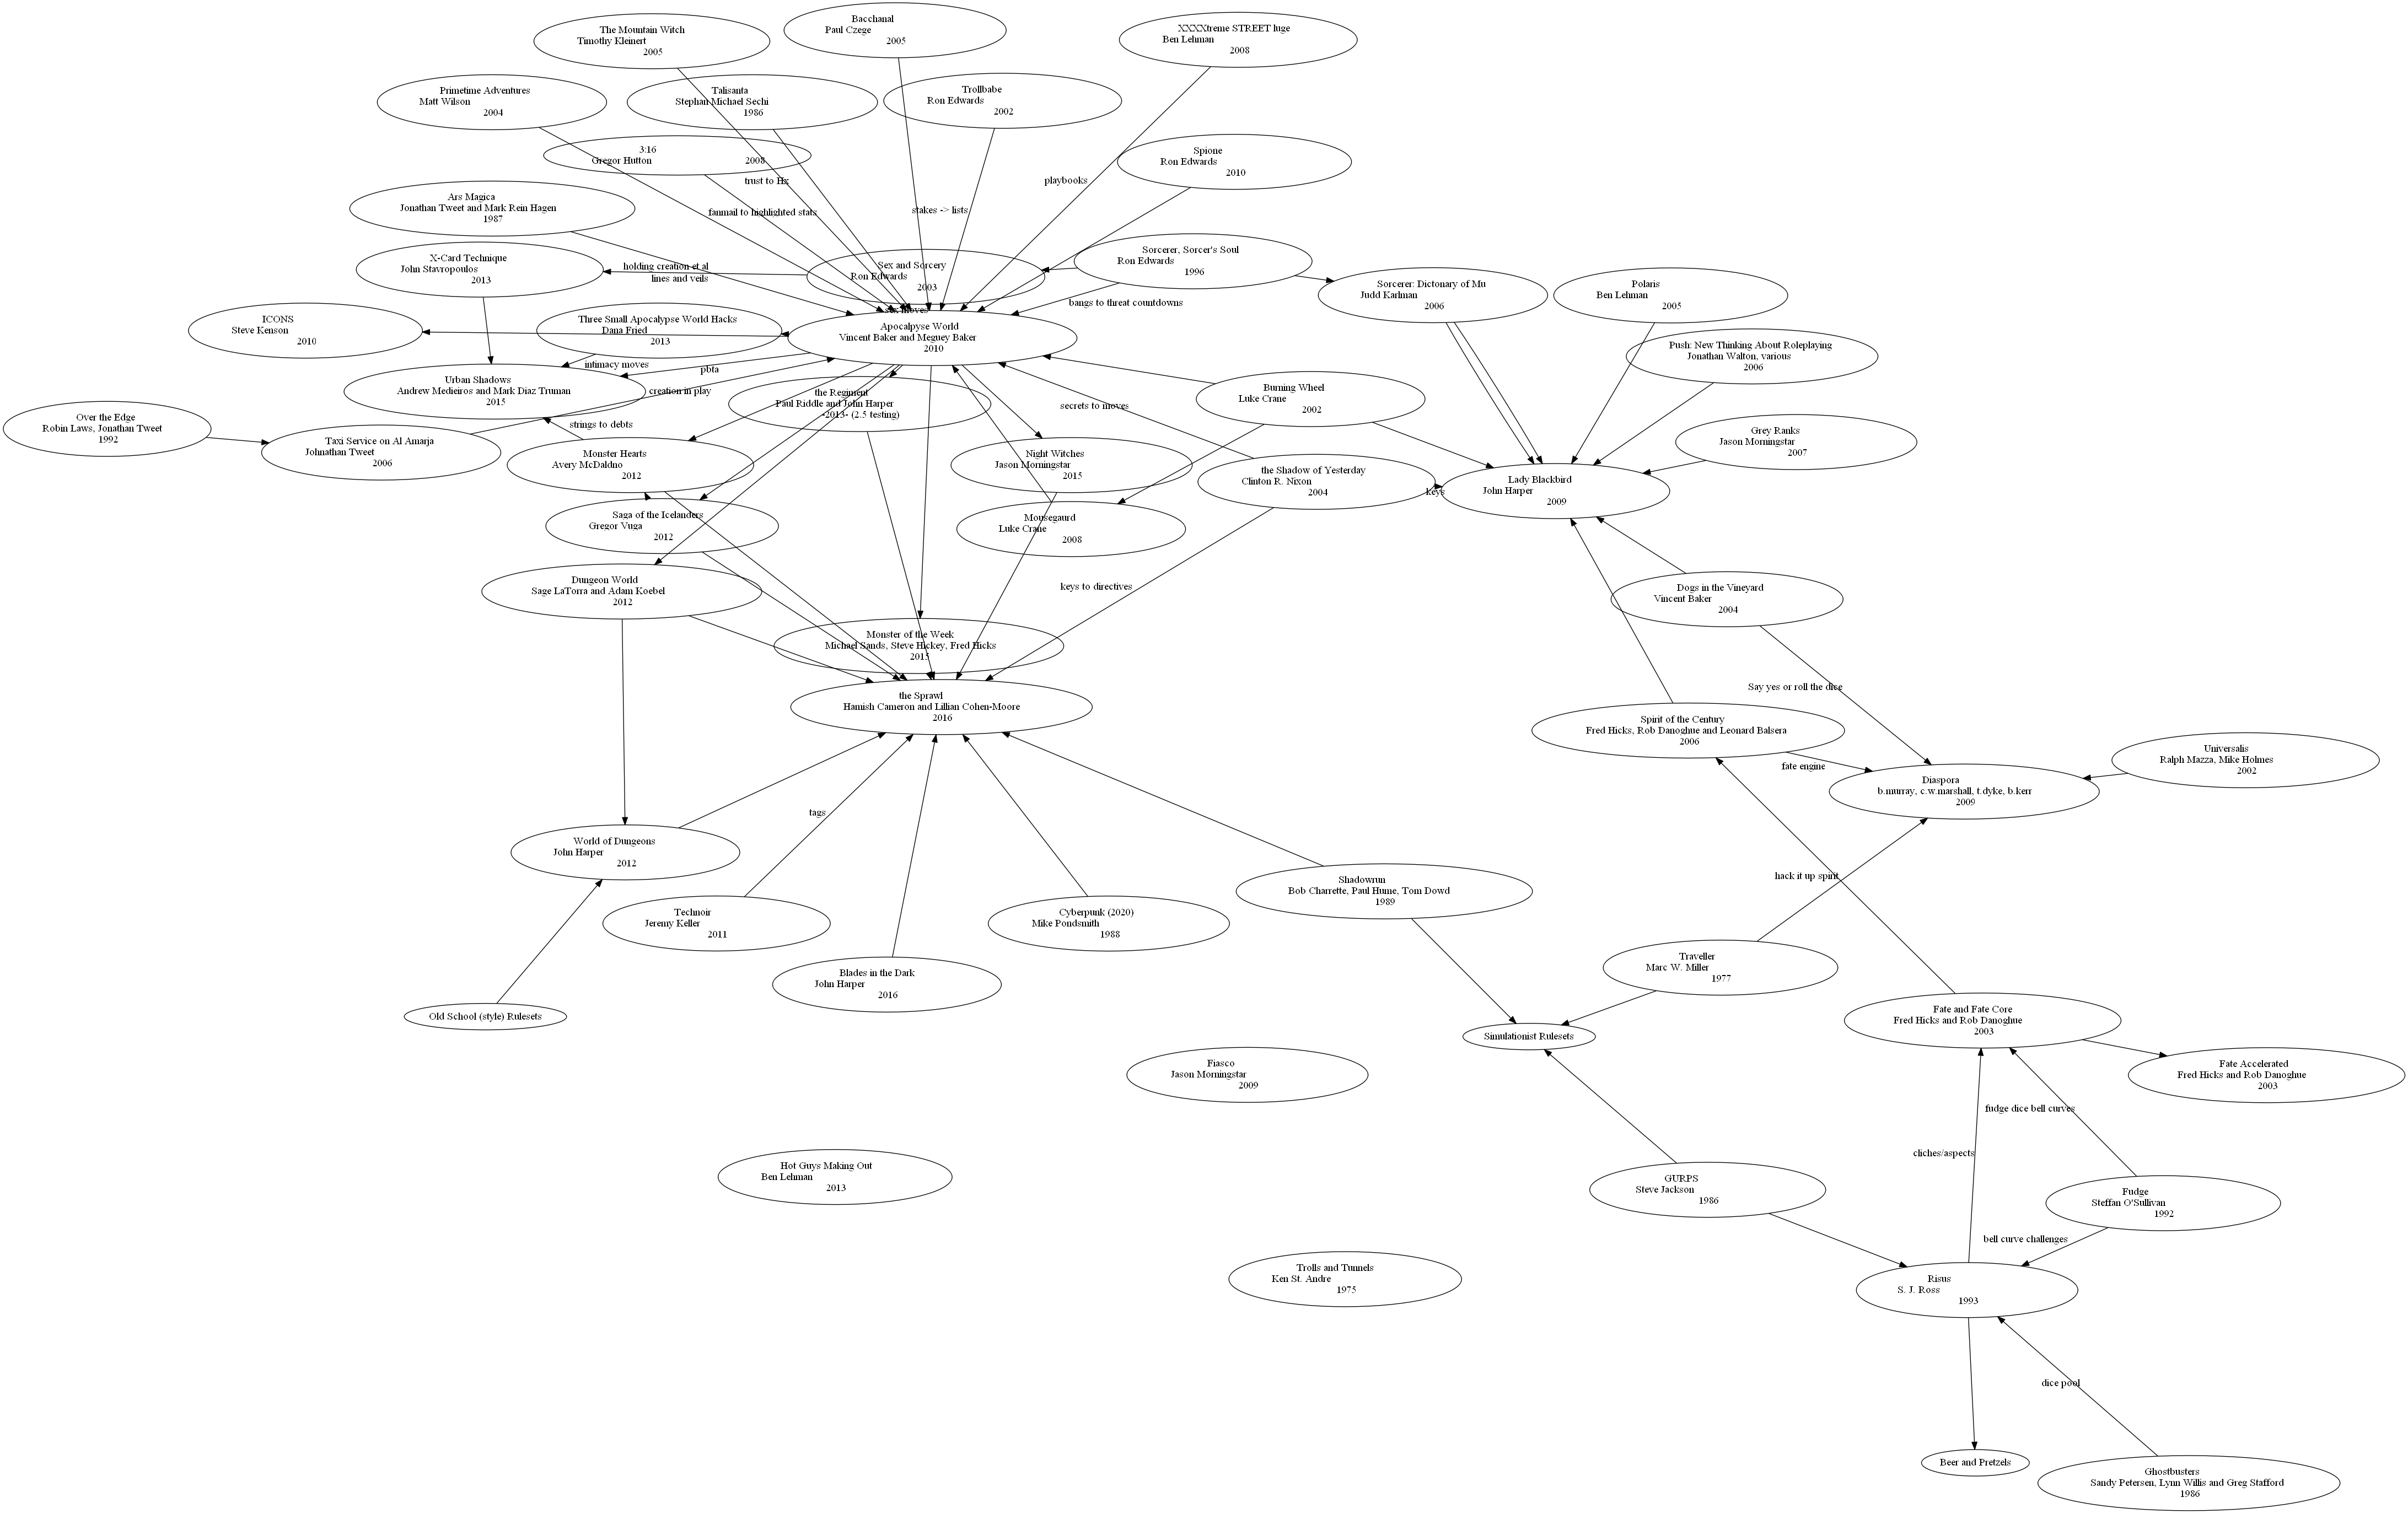 The Mountain Witch
Timothy Kleinert
2005
Bacchanal
Paul Czege
2005
XXXXtreme STREET luge
Ben Lehman
2008
Primetime Adventures
Matt Wilson
2004
Talisanta
Stephan Michael Sechi
1986
Trollbabe
Ron Edwards
2002
3:16
Gregor Hutton 2008
Spione
Ron Edwards
2010
trust to Hx
playbooks
Ars Magica
Jonathan Tweet and Mark Rein Hagen
1987
fanmail to highlighted stats
stakes -> lists
X-Card Technique
John Stavropoulos
2013
holding creation et al
lines and veils
Sex and Sorcery
Ron Edwards
2003
Sorcerer, Sorcer's Soul
Ron Edwards
1996
bangs to threat countdowns
Sorcerer: Dictonary of Mu
Judd Karlman
2006
Polaris
Ben Lehman
2005
ICONS
Steve Kenson
2010
Three Small Apocalypse World Hacks
Dana Fried
2013
sex moves
Apocalpyse World
Vincent Baker and Meguey Baker
2010
Push: New Thinking About Roleplaying
Jonathan Walton, various
2006
intimacy moves
pbta
Urban Shadows
Andrew Medieiros and Mark Diaz Truman
2015
creation in play
the Regiment
Paul Riddle and John Harper
-2013- (2.5 testing)
secrets to moves
Burning Wheel
Luke Crane
2002
Over the Edge
Robin Laws, Jonathan Tweet
1992
Taxi Service on Al Amarja
Johnathan Tweet
2006
strings to debts
Grey Ranks
Jason Morningstar
2007
Monster Hearts
Avery McDaldno
2012
Night Witches
Jason Morningstar
2015
the Shadow of Yesterday
Clinton R. Nixon
2004
keys
Lady Blackbird
John Harper
2009
Saga of the Icelanders
Gregor Vuga
2012
Mousegaurd
Luke Crane
2008
Dungeon World
Sage LaTorra and Adam Koebel
2012
keys to directives
Dogs in the Vineyard
Vincent Baker
2004
Monster of the Week
Michael Sands, Steve Hickey, Fred Hicks
2015
the Sprawl
Hamish Cameron and Lillian Cohen-Moore
2016
Say yes or roll the dice
Spirit of the Century
Fred Hicks, Rob Danoghue and Leonard Balsera
2006
fate engine
Universalis
Ralph Mazza, Mike Holmes
2002
Diaspora
b.murray, c.w.marshall, t.dyke, b.kerr
2009
tags
World of Dungeons
John Harper
2012
hack it up spirit
Shadowrun
Bob Charrette, Paul Hume, Tom Dowd
1989
Technoir
Jeremy Keller
2011
Cyberpunk (2020)
Mike Pondsmith
1988
Blades in the Dark
John Harper
2016
Traveller
Marc W. Miller
1977
Old School (style) Rulesets
Simulationist Rulesets
Fate and Fate Core
Fred Hicks and Rob Danoghue
2003
Fiasco
Jason Morningstar
2009
Fate Accelerated
Fred Hicks and Rob Danoghue
2003
fudge dice bell curves
cliches/aspects
Hot Guys Making Out
Ben Lehman
2013
GURPS
Steve Jackson
1986
Fudge
Steffan O'Sullivan
1992
bell curve challenges
Trolls and Tunnels
Ken St. Andre
1975
Risus
S. J. Ross
1993
dice pool
Beer and Pretzels
Ghostbusters
Sandy Petersen, Lynn Willis and Greg Stafford
1986